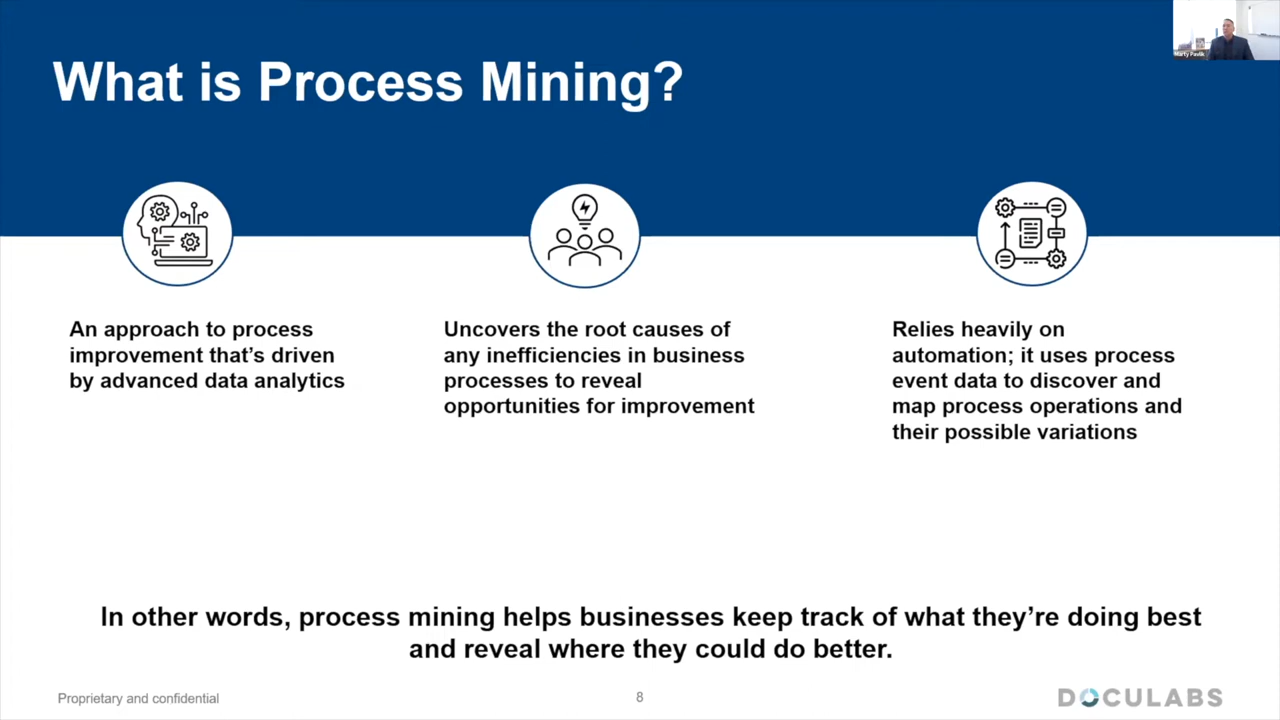 What is Process Mining?
Marty Pavlik
An approach to process
improvement that's driven
by advanced data analytics
Uncovers the root causes of
any inefficiencies in business
processes to reveal
opportunities for improvement
Relies heavily on
automation; it uses process
event data to discover and
map process operations and
their possible variations
In other words, process mining helps businesses keep track of what they're doing best
and reveal where they could do better.
Proprietary and confidential
8
DOCULABS